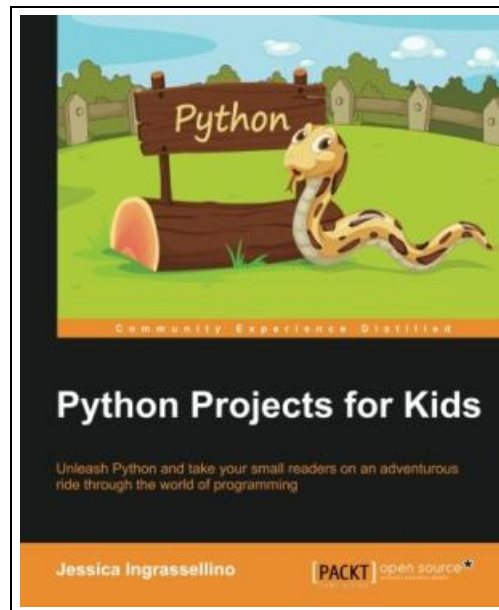 Python
Community Experience Distilled
Python Projects for Kids
Unleash Python and take your small readers on an adventurous
ride through the world of programming
Jessica Ingrassellino
[PACKT] open source*